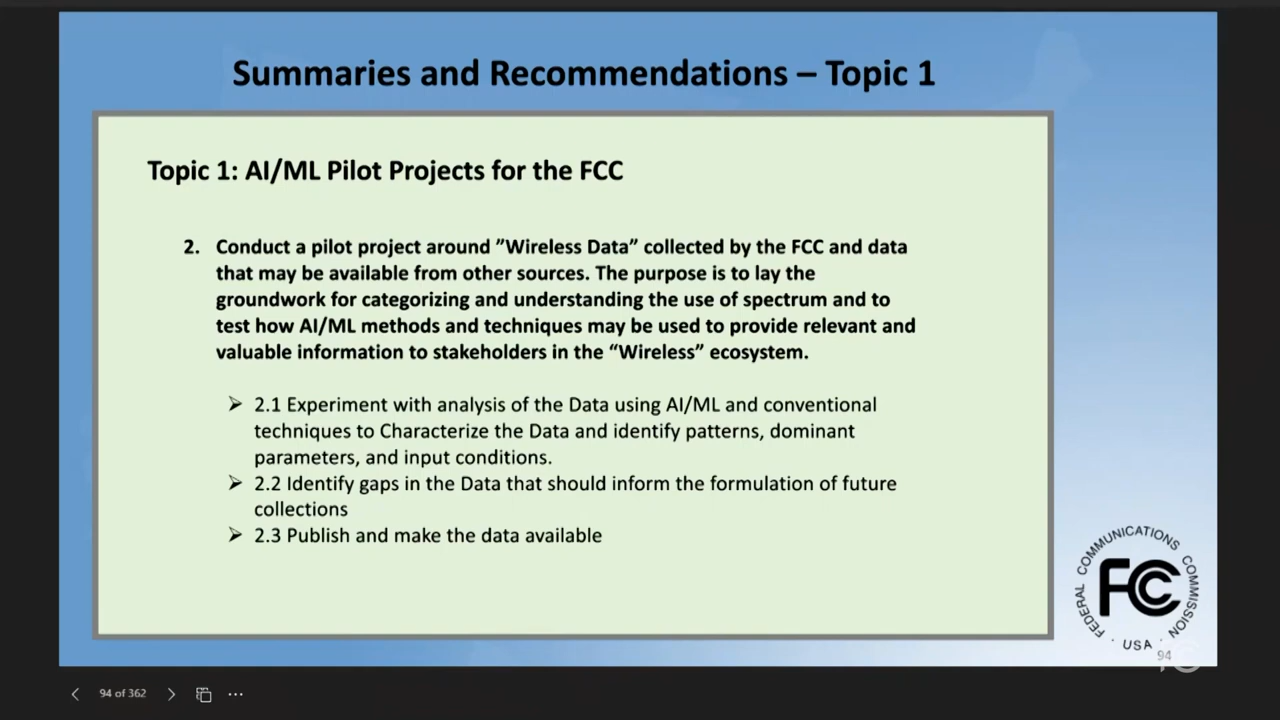 Summaries and Recommendations – Topic 1
Topic 1: AI/ML Pilot Projects for the FCC
2. Conduct a pilot project around ”Wireless Data” collected by the FCC and data
that may be available from other sources. The purpose is to lay the
groundwork for categorizing and understanding the use of spectrum and to
test how AI/ML methods and techniques may be used to provide relevant and
valuable information to stakeholders in the “Wireless” ecosystem.
➢ 2.1 Experiment with analysis of the Data using AI/ML and conventional
techniques to Characterize the Data and identify patterns, dominant
parameters, and input conditions.
➢ 2.2 Identify gaps in the Data that should inform the formulation of future
collections
➢ 2.3 Publish and make the data available
FEDERAL COMMUNICATIONS COMMISSION · USA ·
FCC
94
94 of 362